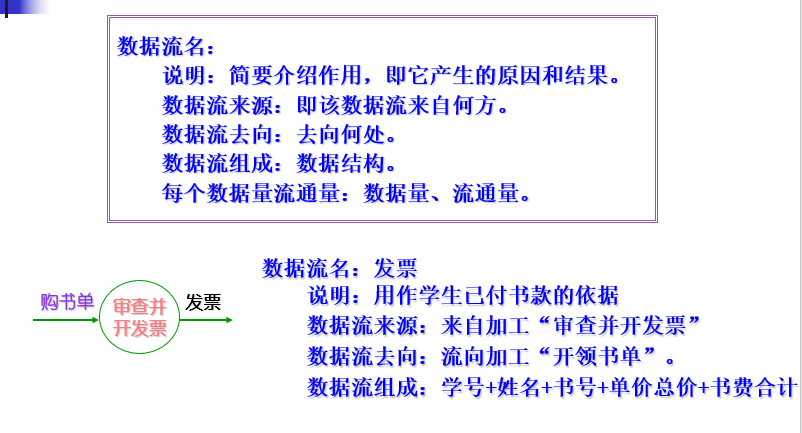 数据流名：
说明：简要介绍作用，即它产生的原因和结果。
数据流来源：即该数据流来自何方。
数据流去向：去向何处。
数据流组成：数据结构。
每个数据量流通量：数据量、流通量。
购书单
审查并
开发票
发票
数据流名：发票
说明：用作学生已付书款的依据
数据流来源：来自加工“审查并开发票”
数据流去向：流向加工“开领书单”。
数据流组成：学号+姓名+书号+单价总价+书费合计